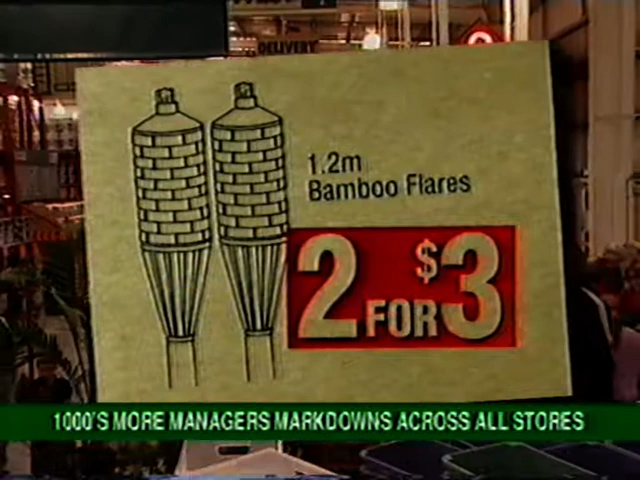 DELIVERY
1.2m
Bamboo Flares
2 FOR $3
1000'S MORE MANAGERS MARKDOWNS ACROSS ALL STORES